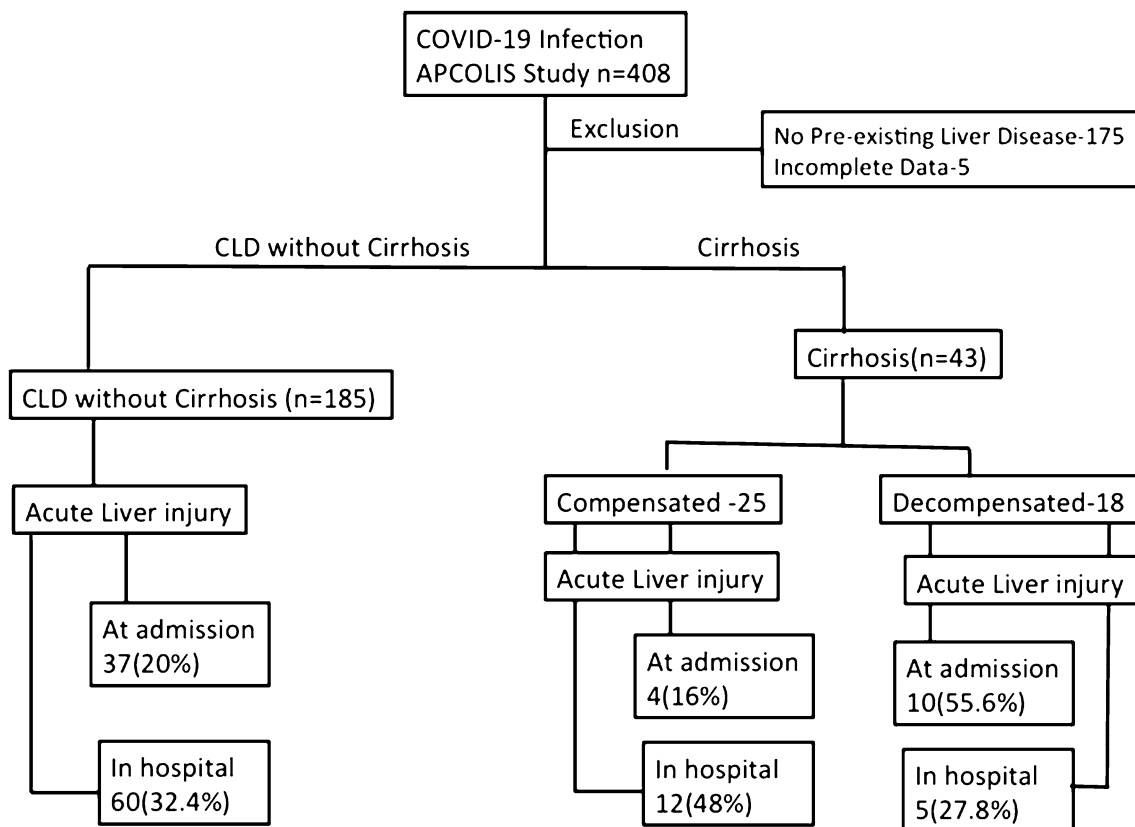 COVID-19 Infection
APCOLIS Study n=408
Exclusion
No Pre-existing Liver Disease-175
Incomplete Data-5
CLD without Cirrhosis
Cirrhosis
Cirrhosis(n=43)
CLD without Cirrhosis (n=185)
Acute Liver injury
At admission
37(20%)
In hospital
60(32.4%)
Compensated -25
Acute Liver injury
At admission
4(16%)
In hospital
12(48%)
Decompensated-18
Acute Liver injury
At admission
10(55.6%)
In hospital
5(27.8%)